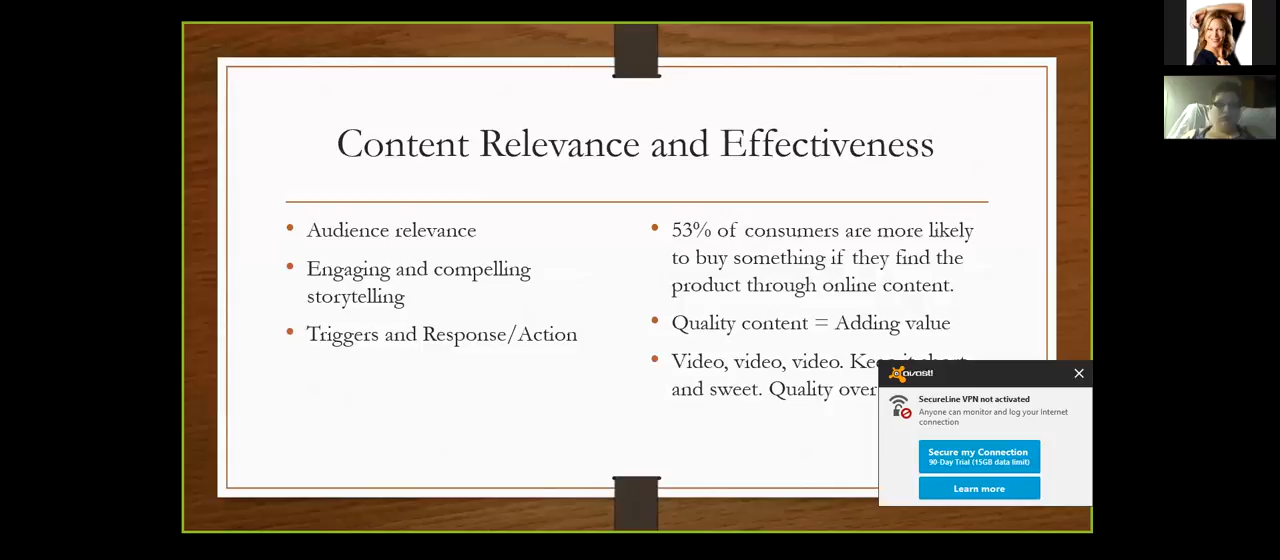 Content Relevance and Effectiveness
• Audience relevance
• Engaging and compelling
storytelling
• Triggers and Response/Action
• 53% of consumers are more likely
to buy something if they find the
product through online content.
• Quality content = Adding value
• Video, video, video. Keep it short
and sweet. Quality over
avast!
SecureLine VPN not activated
Anyone can monitor and log your Internet
connection
Secure my Connection
90-Day Trial (15GB data limit)
Learn more